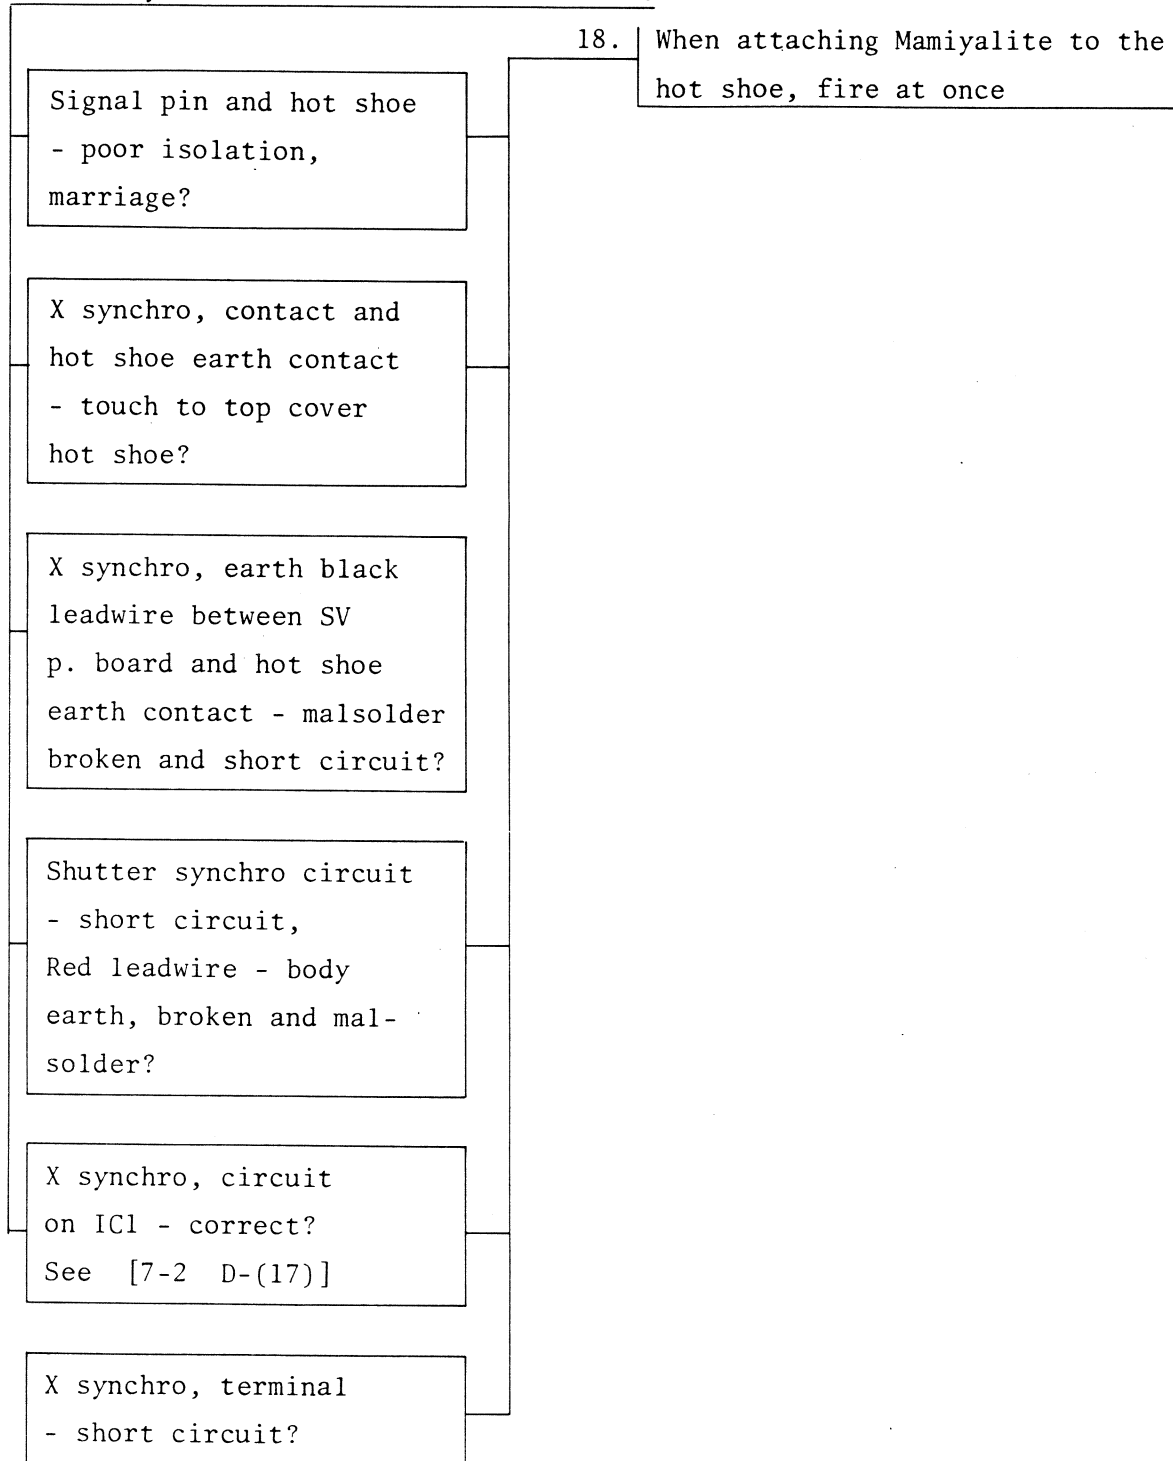 18. When attaching Mamiyalite to the
hot shoe, fire at once
Signal pin and hot shoe
- poor isolation,
marriage?
X synchro, contact and
hot shoe earth contact
- touch to top cover
hot shoe?
X synchro, earth black
leadwire between SV
p. board and hot shoe
earth contact - malsolder
broken and short circuit?
Shutter synchro circuit
- short circuit,
Red leadwire - body
earth, broken and mal-
solder?
X synchro, circuit
on IC1 - correct?
See [7-2 D-(17)]
X synchro, terminal
- short circuit?